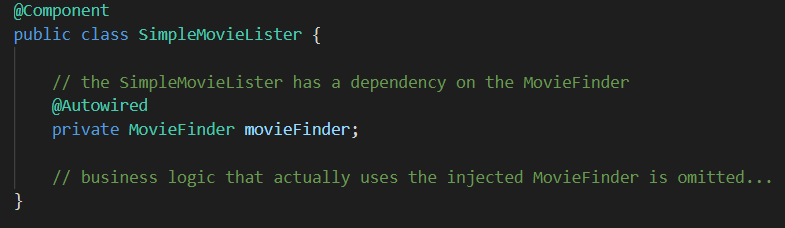 @Component
public class SimpleMovieLister {
// the SimpleMovieLister has a dependency on the MovieFinder
@Autowired
private MovieFinder movieFinder;
// business logic that actually uses the injected MovieFinder is omitted...
}